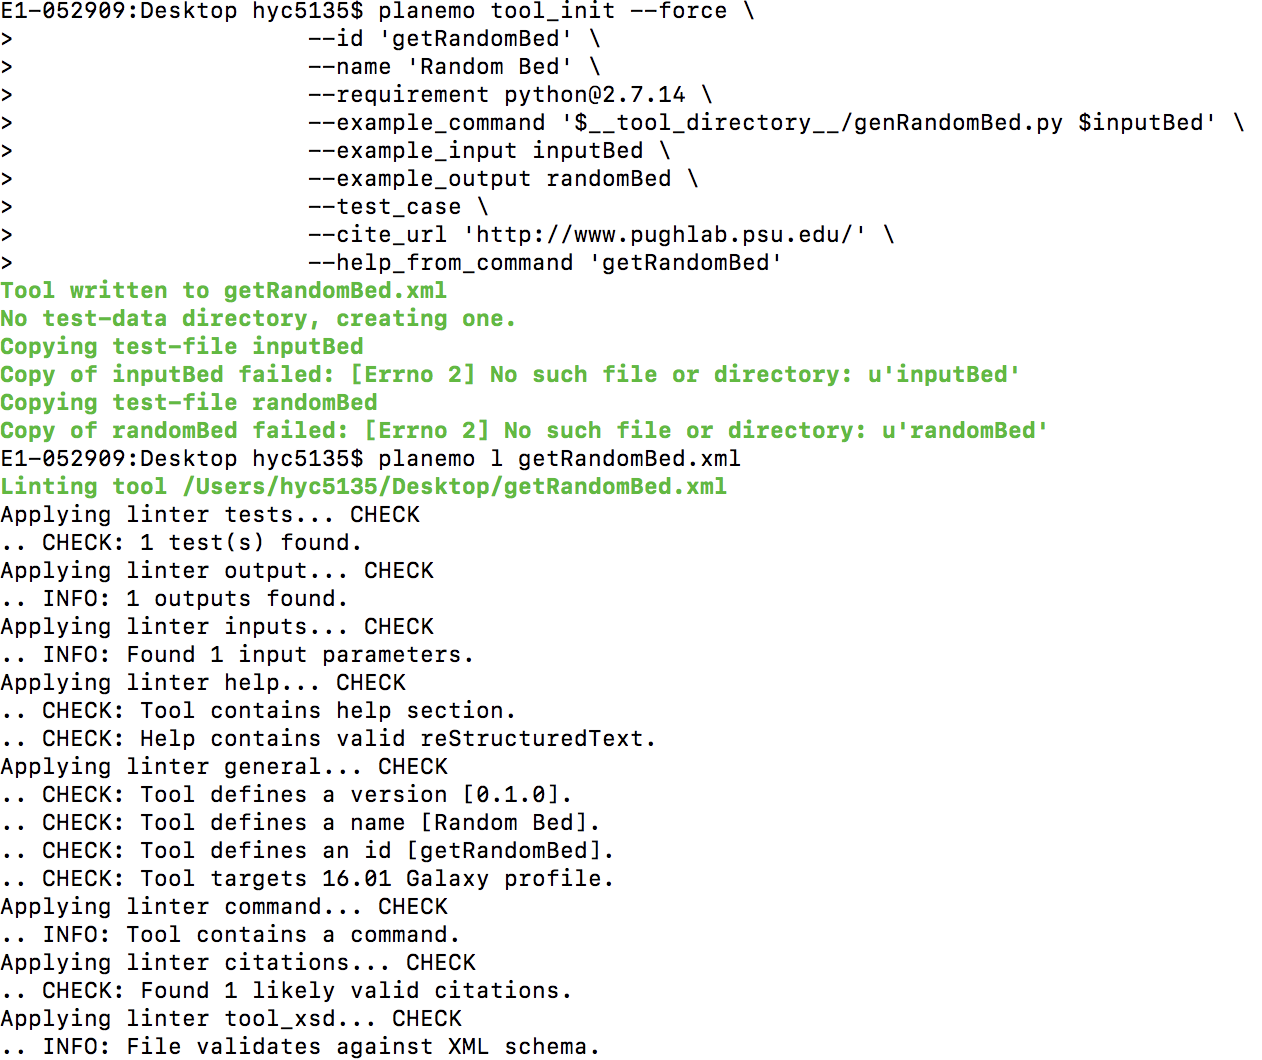 E1-052909:Desktop hyc5135$ planemo tool_init --force \
>                     --id 'getRandomBed' \
>                     --name 'Random Bed' \
>                     --requirement python@2.7.14 \
>                     --example_command '$__tool_directory__/genRandomBed.py $inputBed' \
>                     --example_input inputBed \
>                     --example_output randomBed \
>                     --test_case \
>                     --cite_url 'http://www.pughlab.psu.edu/' \
>                     --help_from_command 'getRandomBed'
Tool written to getRandomBed.xml
No test-data directory, creating one.
Copying test-file inputBed
Copy of inputBed failed: [Errno 2] No such file or directory: u'inputBed'
Copying test-file randomBed
Copy of randomBed failed: [Errno 2] No such file or directory: u'randomBed'
E1-052909:Desktop hyc5135$ planemo l getRandomBed.xml
Linting tool /Users/hyc5135/Desktop/getRandomBed.xml
Applying linter tests... CHECK
.. CHECK: 1 test(s) found.
Applying linter output... CHECK
.. INFO: 1 outputs found.
Applying linter inputs... CHECK
.. INFO: Found 1 input parameters.
Applying linter help... CHECK
.. CHECK: Tool contains help section.
.. CHECK: Help contains valid reStructuredText.
Applying linter general... CHECK
.. CHECK: Tool defines a version [0.1.0].
.. CHECK: Tool defines a name [Random Bed].
.. CHECK: Tool defines an id [getRandomBed].
.. CHECK: Tool targets 16.01 Galaxy profile.
Applying linter command... CHECK
.. INFO: Tool contains a command.
Applying linter citations... CHECK
.. CHECK: Found 1 likely valid citations.
Applying linter tool_xsd... CHECK
.. INFO: File validates against XML schema.